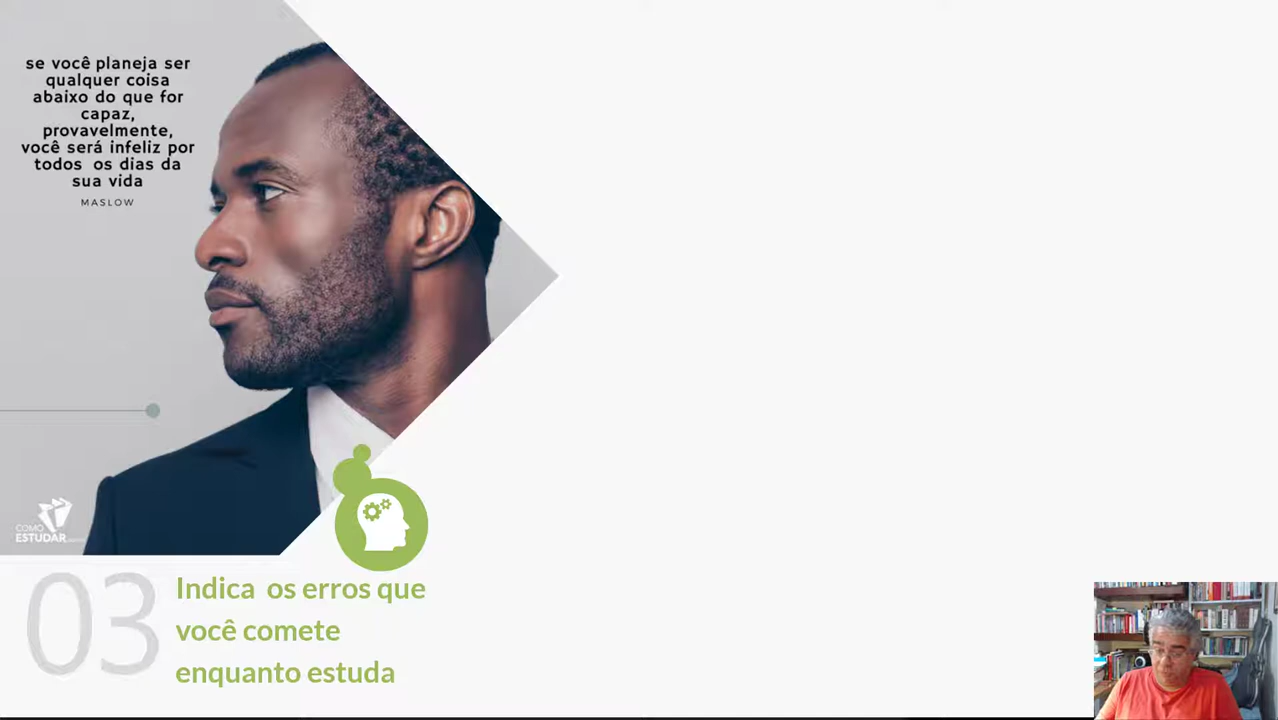 se você planeja ser
qualquer coisa
abaixo do que for
capaz,
provavelmente,
você será infeliz por
todos os dias da
sua vida
MASLOW
COMO
ESTUDAR
03
Indica os erros que
você comete
enquanto estuda